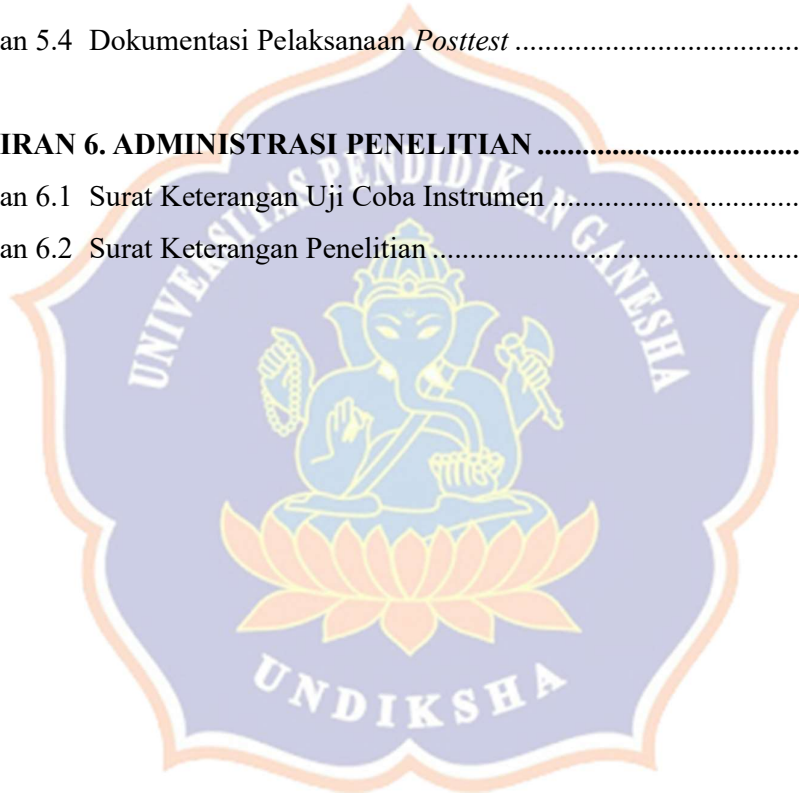 an 5.4 Dokumentasi Pelaksanaan Posttest ......................................
IRAN 6. ADMINISTRASI PENELITIAN ..................................
an 6.1 Surat Keterangan Uji Coba Instrumen .................................
an 6.2 Surat Keterangan Penelitian .................................................
UNIVERSITAS PENDIDIKAN GANESHA
UNDIKSHA